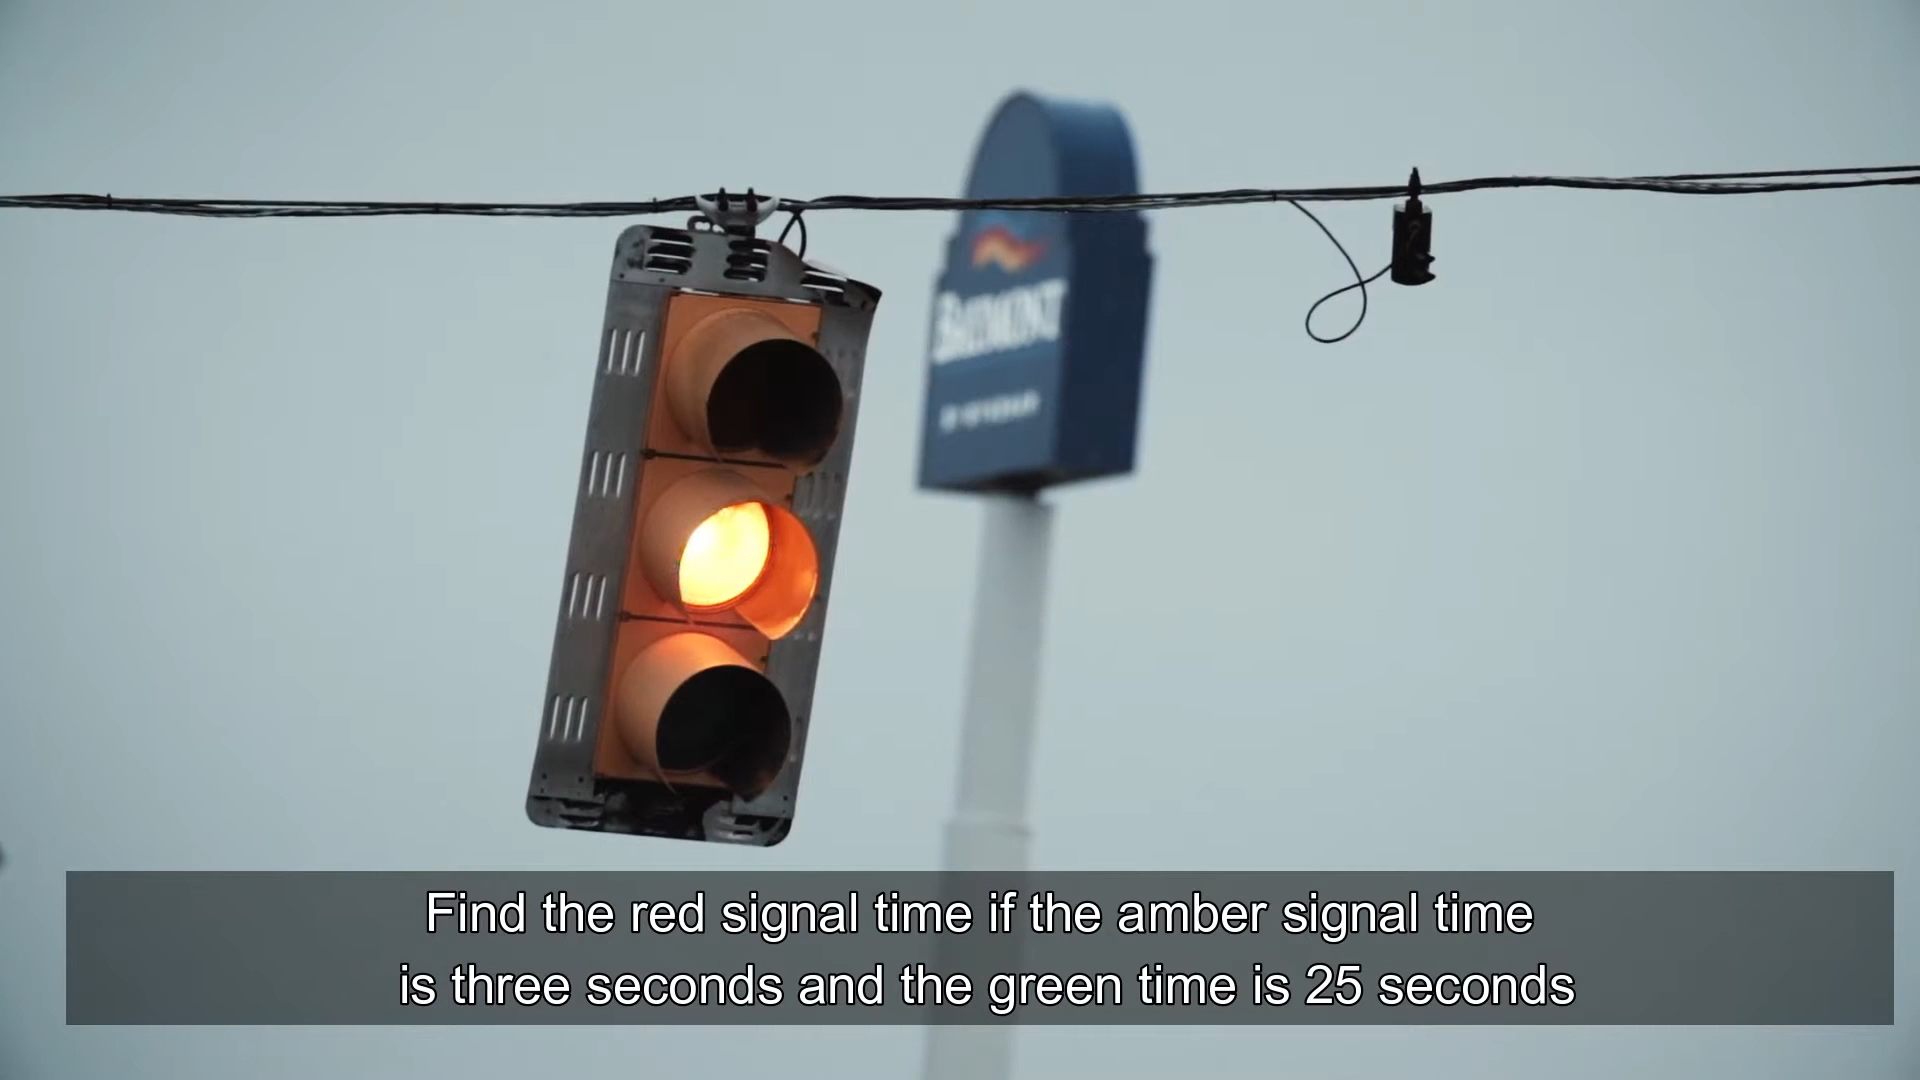 Find the red signal time if the amber signal time
is three seconds and the green time is 25 seconds